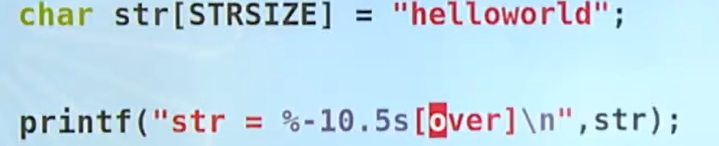 char str[STRSIZE] = "helloworld";
printf("str = %-10.5s[over]\n",str);